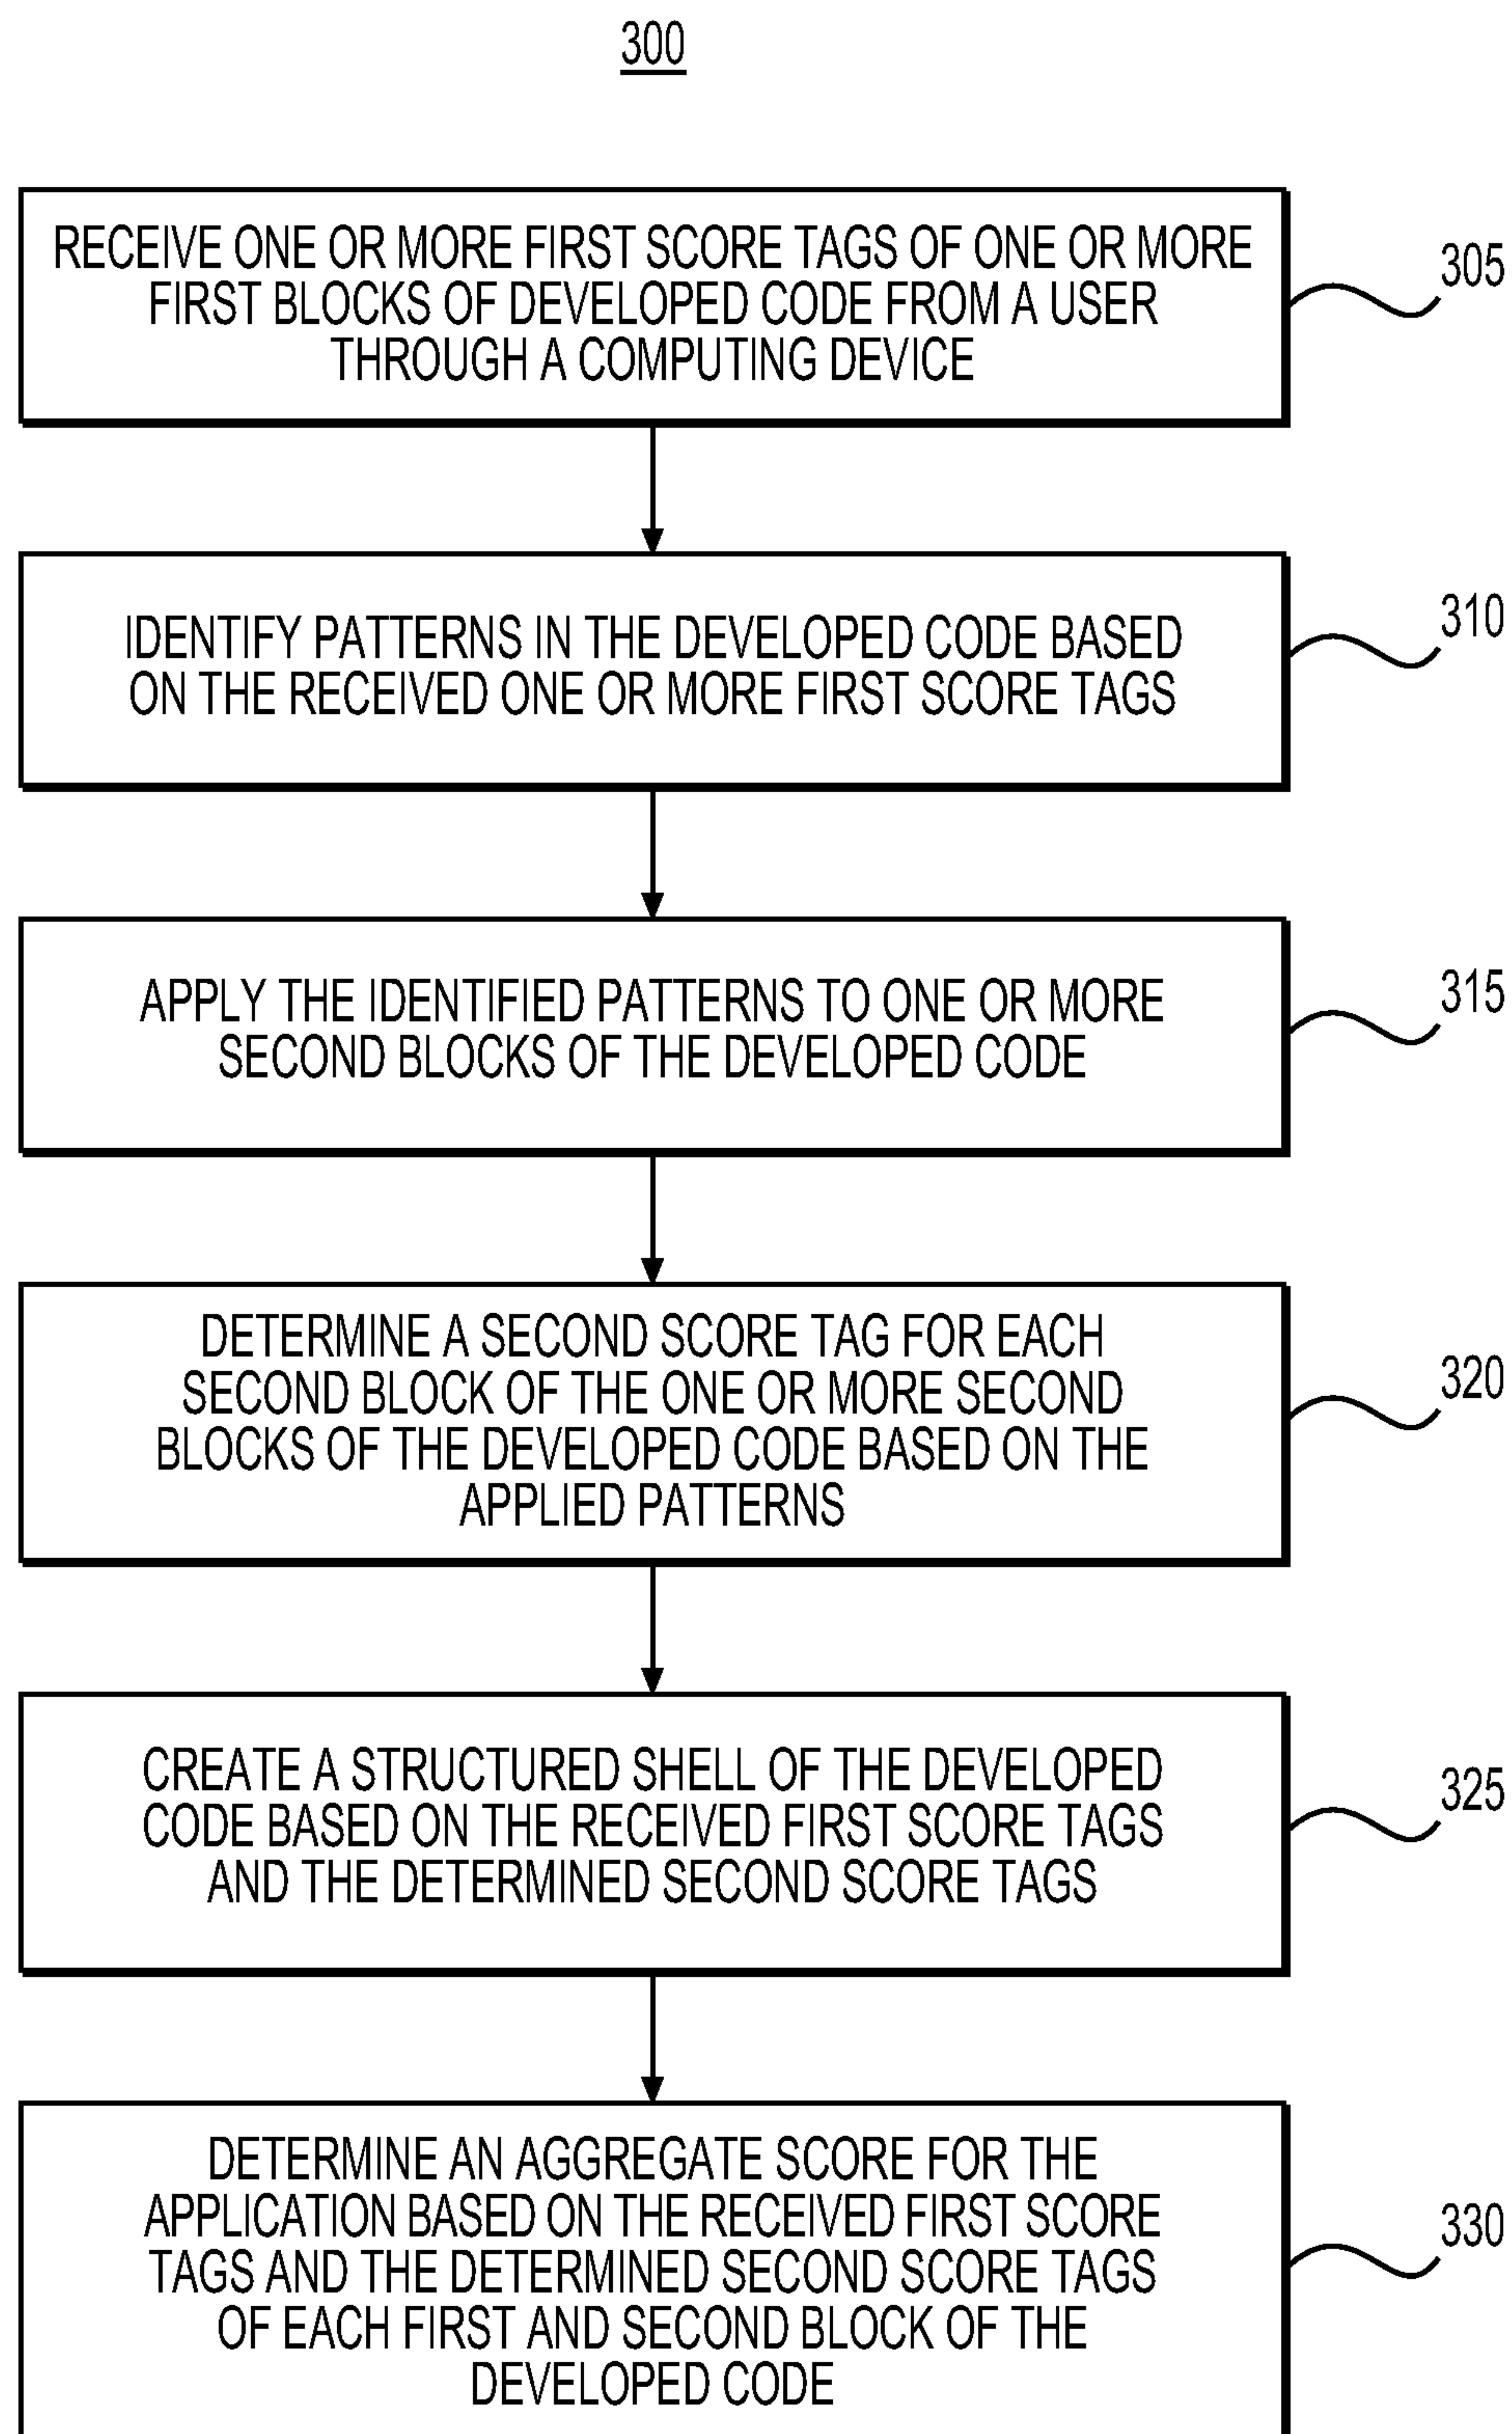 300
RECEIVE ONE OR MORE FIRST SCORE TAGS OF ONE OR MORE
FIRST BLOCKS OF DEVELOPED CODE FROM A USER
THROUGH A COMPUTING DEVICE
305
IDENTIFY PATTERNS IN THE DEVELOPED CODE BASED
ON THE RECEIVED ONE OR MORE FIRST SCORE TAGS
310
APPLY THE IDENTIFIED PATTERNS TO ONE OR MORE
SECOND BLOCKS OF THE DEVELOPED CODE
315
DETERMINE A SECOND SCORE TAG FOR EACH
SECOND BLOCK OF THE ONE OR MORE SECOND
BLOCKS OF THE DEVELOPED CODE BASED ON THE
APPLIED PATTERNS
320
CREATE A STRUCTURED SHELL OF THE DEVELOPED
CODE BASED ON THE RECEIVED FIRST SCORE TAGS
AND THE DETERMINED SECOND SCORE TAGS
325
DETERMINE AN AGGREGATE SCORE FOR THE
APPLICATION BASED ON THE RECEIVED FIRST SCORE
TAGS AND THE DETERMINED SECOND SCORE TAGS
OF EACH FIRST AND SECOND BLOCK OF THE
DEVELOPED CODE
330